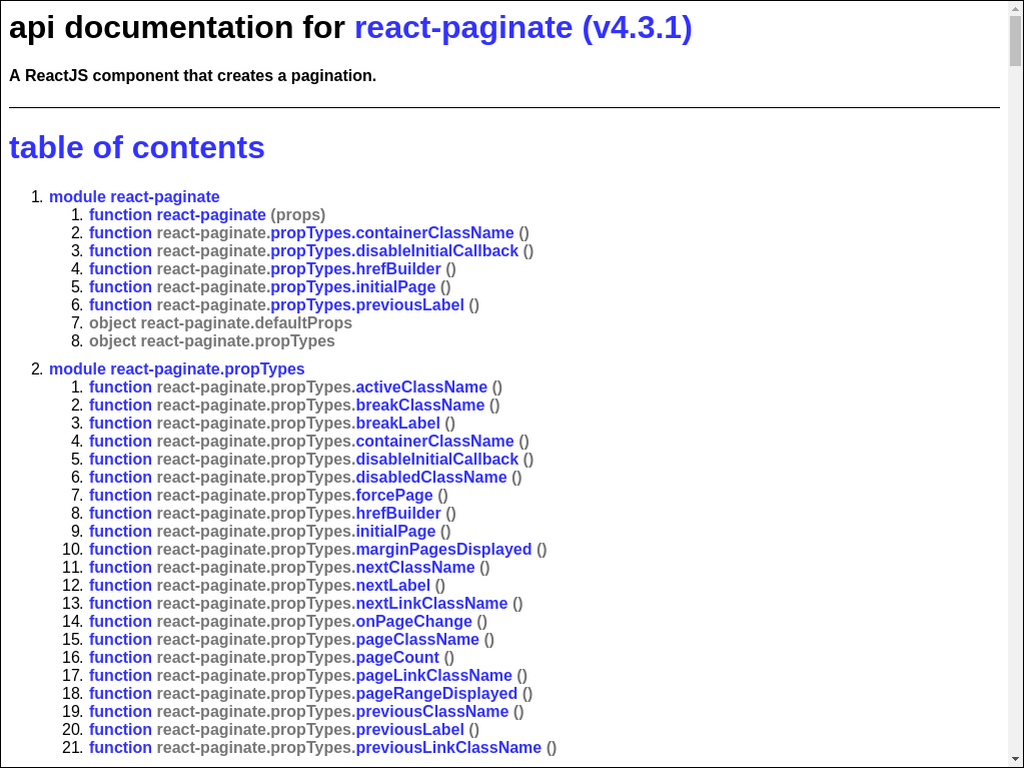 api documentation for react-paginate (v4.3.1)
A ReactJS component that creates a pagination.
table of contents
1. module react-paginate
1. function react-paginate (props)
2. function react-paginate.propTypes.containerClassName ()
3. function react-paginate.propTypes.disableInitialCallback ()
4. function react-paginate.propTypes.hrefBuilder ()
5. function react-paginate.propTypes.initialPage ()
6. function react-paginate.propTypes.previousLabel ()
7. object react-paginate.defaultProps
8. object react-paginate.propTypes
2. module react-paginate.propTypes
1. function react-paginate.propTypes.activeClassName ()
2. function react-paginate.propTypes.breakClassName ()
3. function react-paginate.propTypes.breakLabel ()
4. function react-paginate.propTypes.containerClassName ()
5. function react-paginate.propTypes.disableInitialCallback ()
6. function react-paginate.propTypes.disabledClassName ()
7. function react-paginate.propTypes.forcePage ()
8. function react-paginate.propTypes.hrefBuilder ()
9. function react-paginate.propTypes.initialPage ()
10. function react-paginate.propTypes.marginPagesDisplayed ()
11. function react-paginate.propTypes.nextClassName ()
12. function react-paginate.propTypes.nextLabel ()
13. function react-paginate.propTypes.nextLinkClassName ()
14. function react-paginate.propTypes.onPageChange ()
15. function react-paginate.propTypes.pageClassName ()
16. function react-paginate.propTypes.pageCount ()
17. function react-paginate.propTypes.pageLinkClassName ()
18. function react-paginate.propTypes.pageRangeDisplayed ()
19. function react-paginate.propTypes.previousClassName ()
20. function react-paginate.propTypes.previousLabel ()
21. function react-paginate.propTypes.previousLinkClassName ()